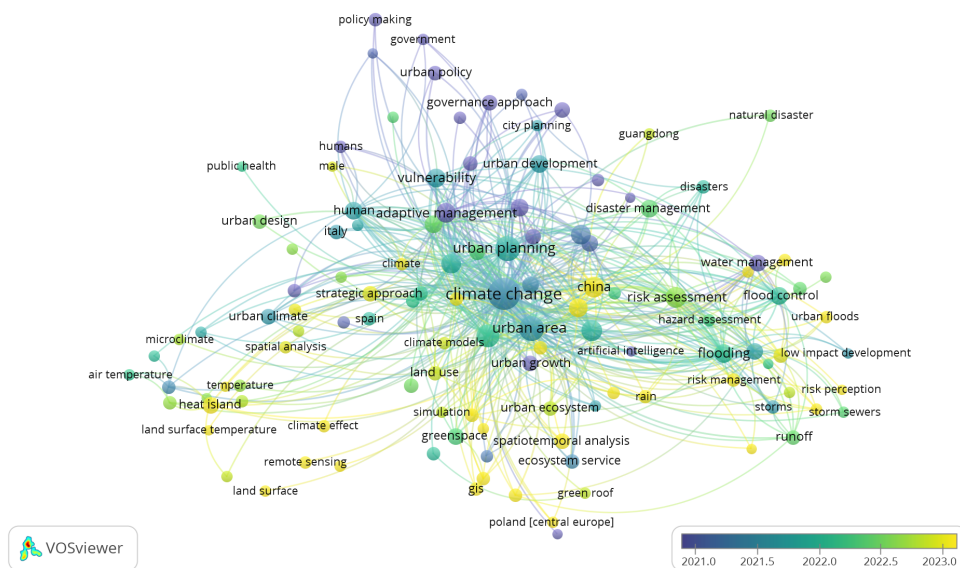 policy making
government
urban policy
governance approach
natural disaster
city planning
guangdong
humans
public health
male
urban development
vulnerability
disasters
human
adaptive management
disaster management
urban design
italy
urban planning
climate
water management
climate change
china
strategic approach
risk assessment
flood control
urban climate
spain
hazard assessment
urban floods
urban area
microclimate
climate models
spatial analysis
artificial intelligence
flooding
low impact development
urban growth
air temperature
land use
risk management
temperature
risk perception
rain
heat island
simulation
urban ecosystem
storms
storm sewers
climate effect
land surface temperature
greenspace
spatiotemporal analysis
runoff
remote sensing
ecosystem service
land surface
gis
green roof
poland [central europe]
VOSviewer
2021.0 2021.5 2022.0 2022.5 2023.0